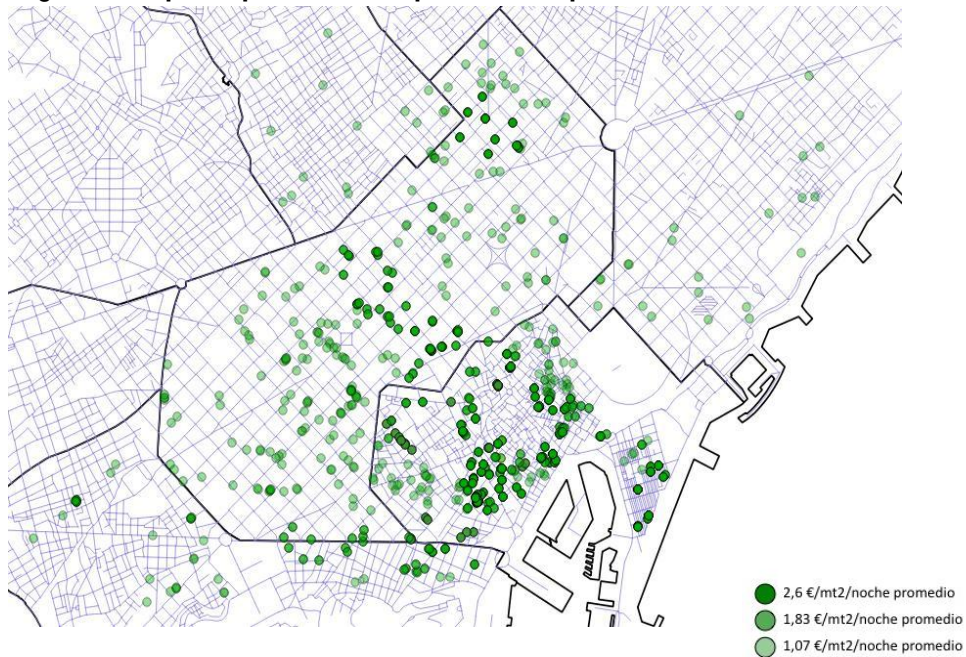 2,6 €/mt2/noche promedio
1,83 €/mt2/noche promedio
1,07 €/mt2/noche promedio